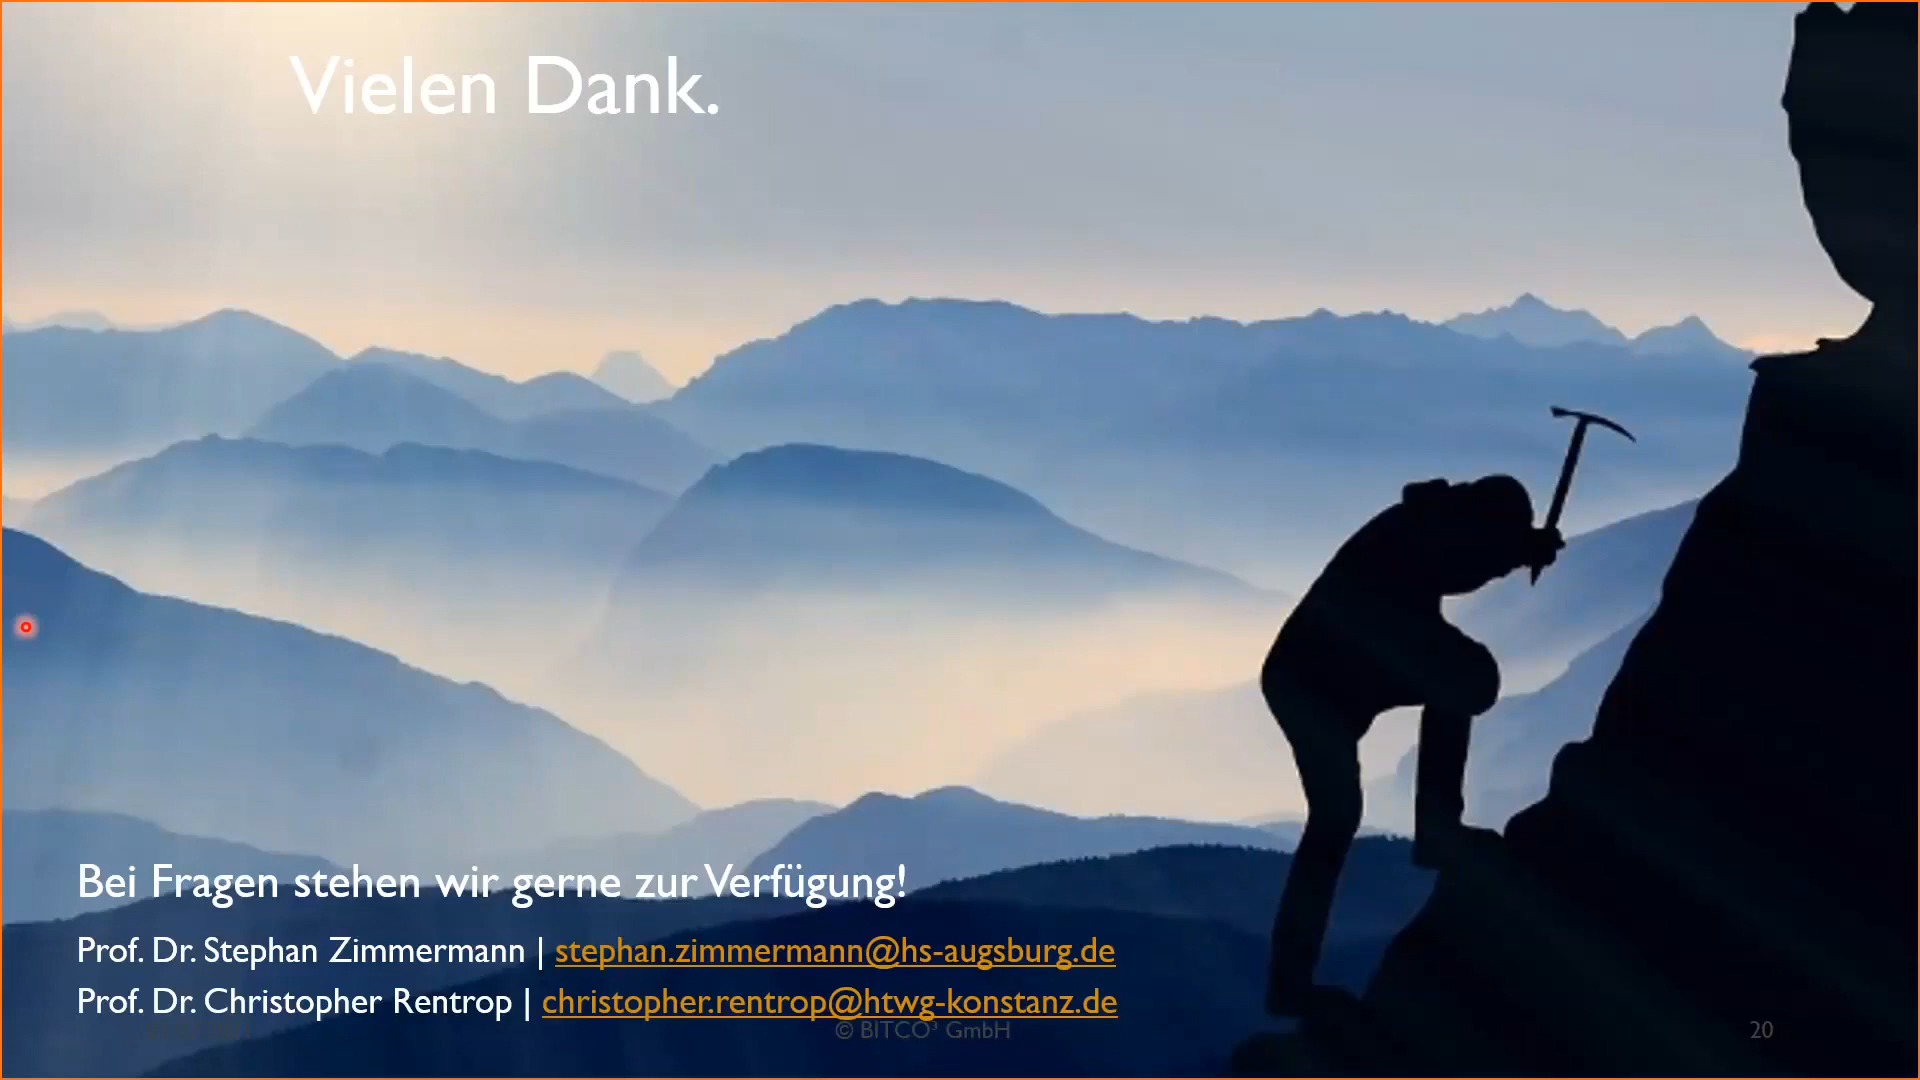 Vielen Dank.
Bei Fragen stehen wir gerne zur Verfügung!
Prof. Dr. Stephan Zimmermann | stephan.zimmermann@hs-augsburg.de
Prof. Dr. Christopher Rentrop | christopher.rentrop@htwg-konstanz.de
© BITCO³ GmbH
20